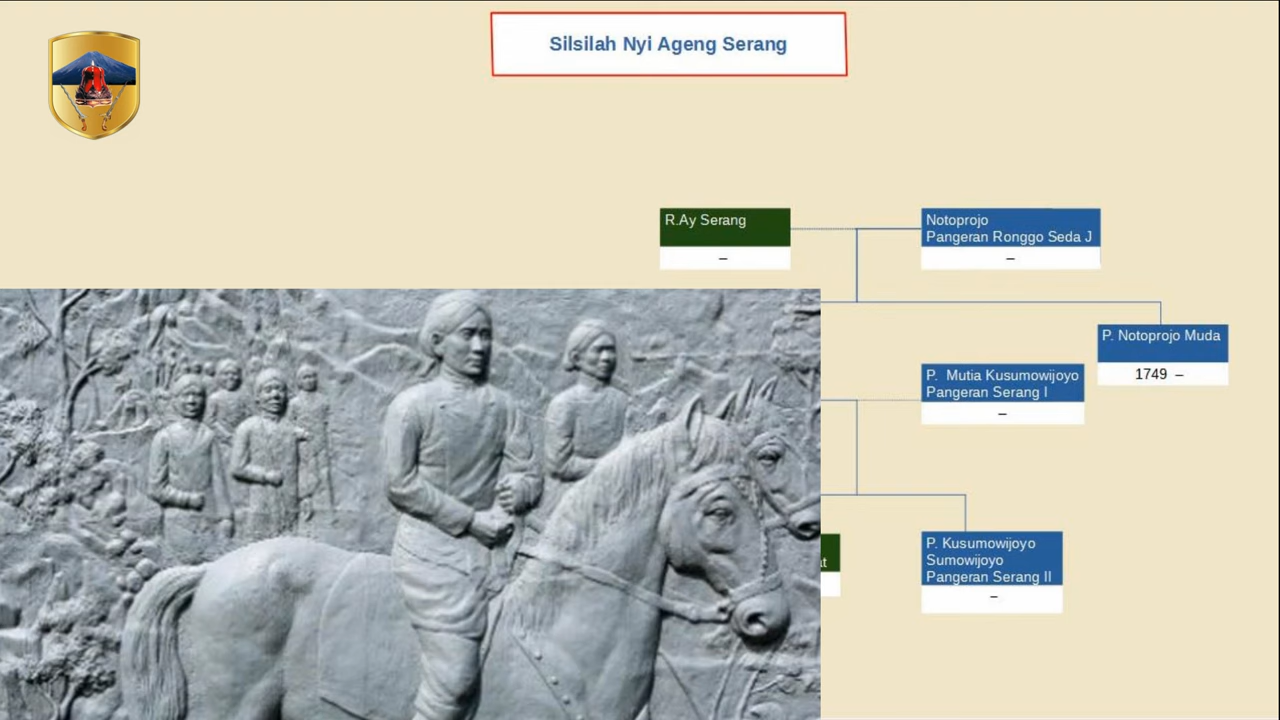 Silsilah Nyi Ageng Serang
R.Ay Serang
–
Notoprojo
Pangeran Ronggo Seda J
–
P. Notoprojo Muda
1749 –
P. Mutia Kusumowijoyo
Pangeran Serang I
–
P. Kusumowijoyo
Sumowijoyo
Pangeran Serang II
–